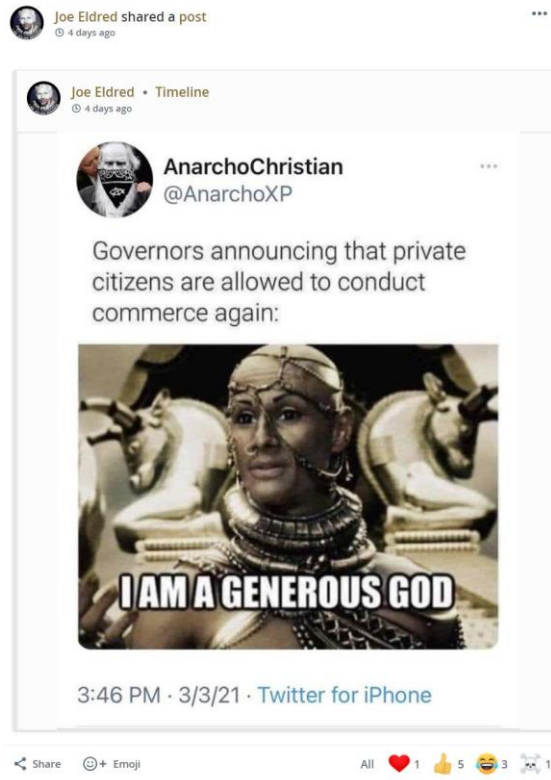 Joe Eldred shared a post
4 days ago
Joe Eldred • Timeline
4 days ago
AnarchoChristian
@AnarchoXP
Governors announcing that private
citizens are allowed to conduct
commerce again:
I AM A GENEROUS GOD
3:46 PM · 3/3/21 · Twitter for iPhone
Share Emoji All 1 5 3 1